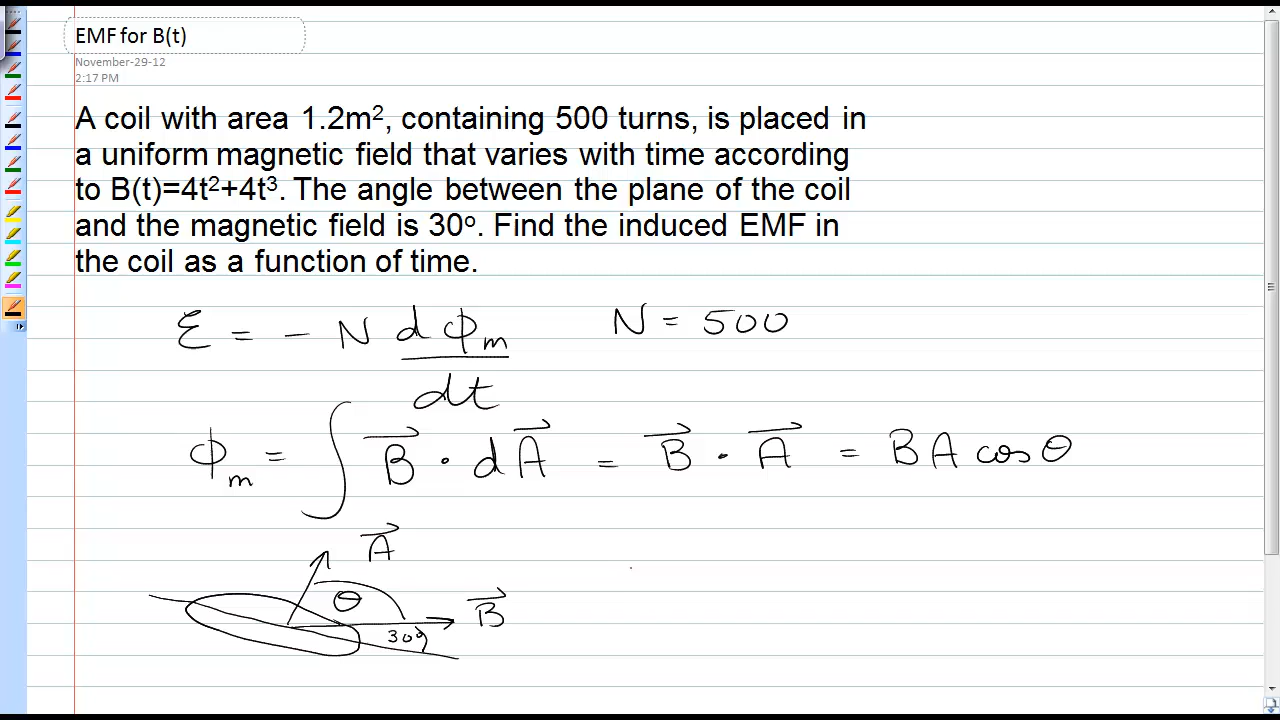 EMF for B(t)
November-29-12
2:17 PM
A coil with area 1.2m², containing 500 turns, is placed in
a uniform magnetic field that varies with time according
to B(t)=4t²+4t³. The angle between the plane of the coil
and the magnetic field is 30º. Find the induced EMF in
the coil as a function of time.
ℰ = - N dϕₘ/dt N = 500
ϕₘ = ∫ B⃗ · dA⃗ = B⃗ · A⃗ = BA cos θ
A⃗
θ
B⃗
30º